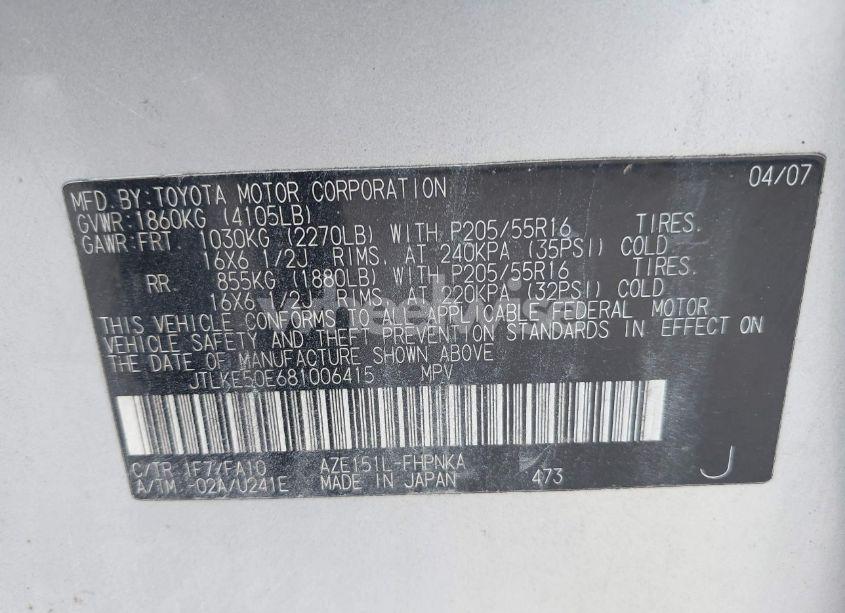 MFD. BY: TOYOTA MOTOR CORPORATION 04/07
GVWR: 1860KG (4105LB)
GAWR: FRT 1030KG (2270LB) WITH P205/55R16 TIRES.
16X6 1/2J RIMS. AT 240KPA (35PSI) COLD
RR. 855KG (1880LB) WITH P205/55R16 TIRES.
16X6 1/2J RIMS. AT 220KPA (32PSI) COLD
THIS VEHICLE CONFORMS TO ALL APPLICABLE FEDERAL MOTOR
VEHICLE SAFETY AND THEFT PREVENTION STANDARDS IN EFFECT ON
THE DATE OF MANUFACTURE SHOWN ABOVE
JTLKE50E681006415 MPV
C/TR 1F7/FA10 AZE151L-FHPNKA
A/TM -02A/U241E MADE IN JAPAN 473 J
wheelwise